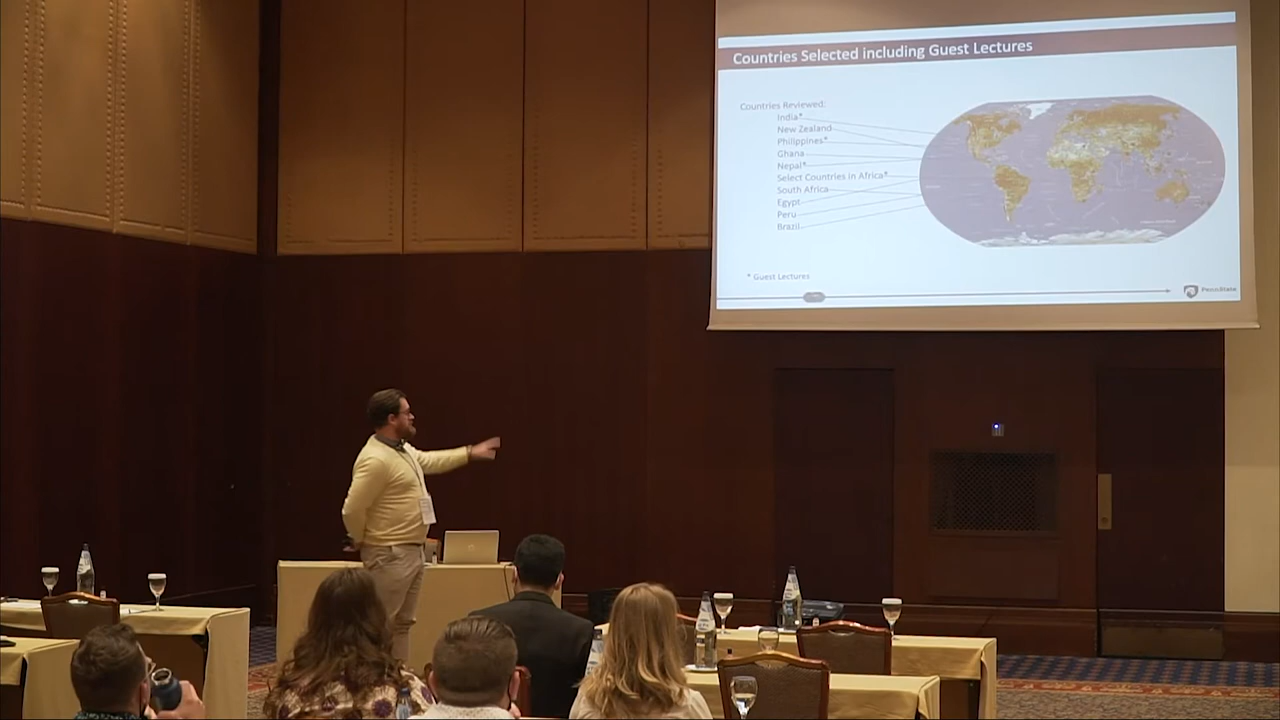 Countries Selected including Guest Lectures
Countries Reviewed:
India*
New Zealand
Philippines*
Ghana
Nepal*
Select Countries in Africa*
South Africa
Egypt
Peru
Brazil
* Guest Lectures
PennState